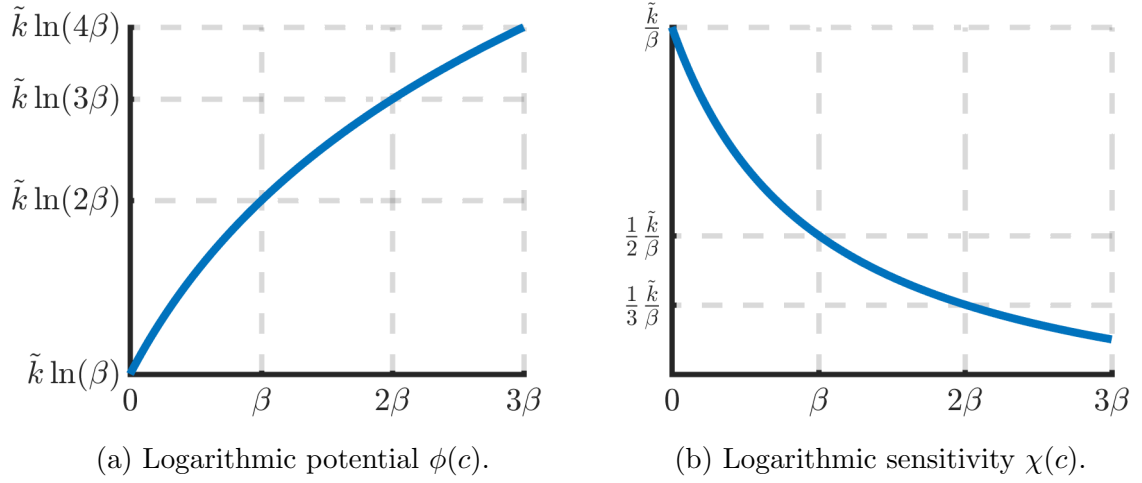 k̃ ln(4β)
k̃ ln(3β)
k̃ ln(2β)
k̃ ln(β)
0 β 2β 3β
(a) Logarithmic potential ϕ(c).
k̃/β
1/2 k̃/β
1/3 k̃/β
0 β 2β 3β
(b) Logarithmic sensitivity χ(c).